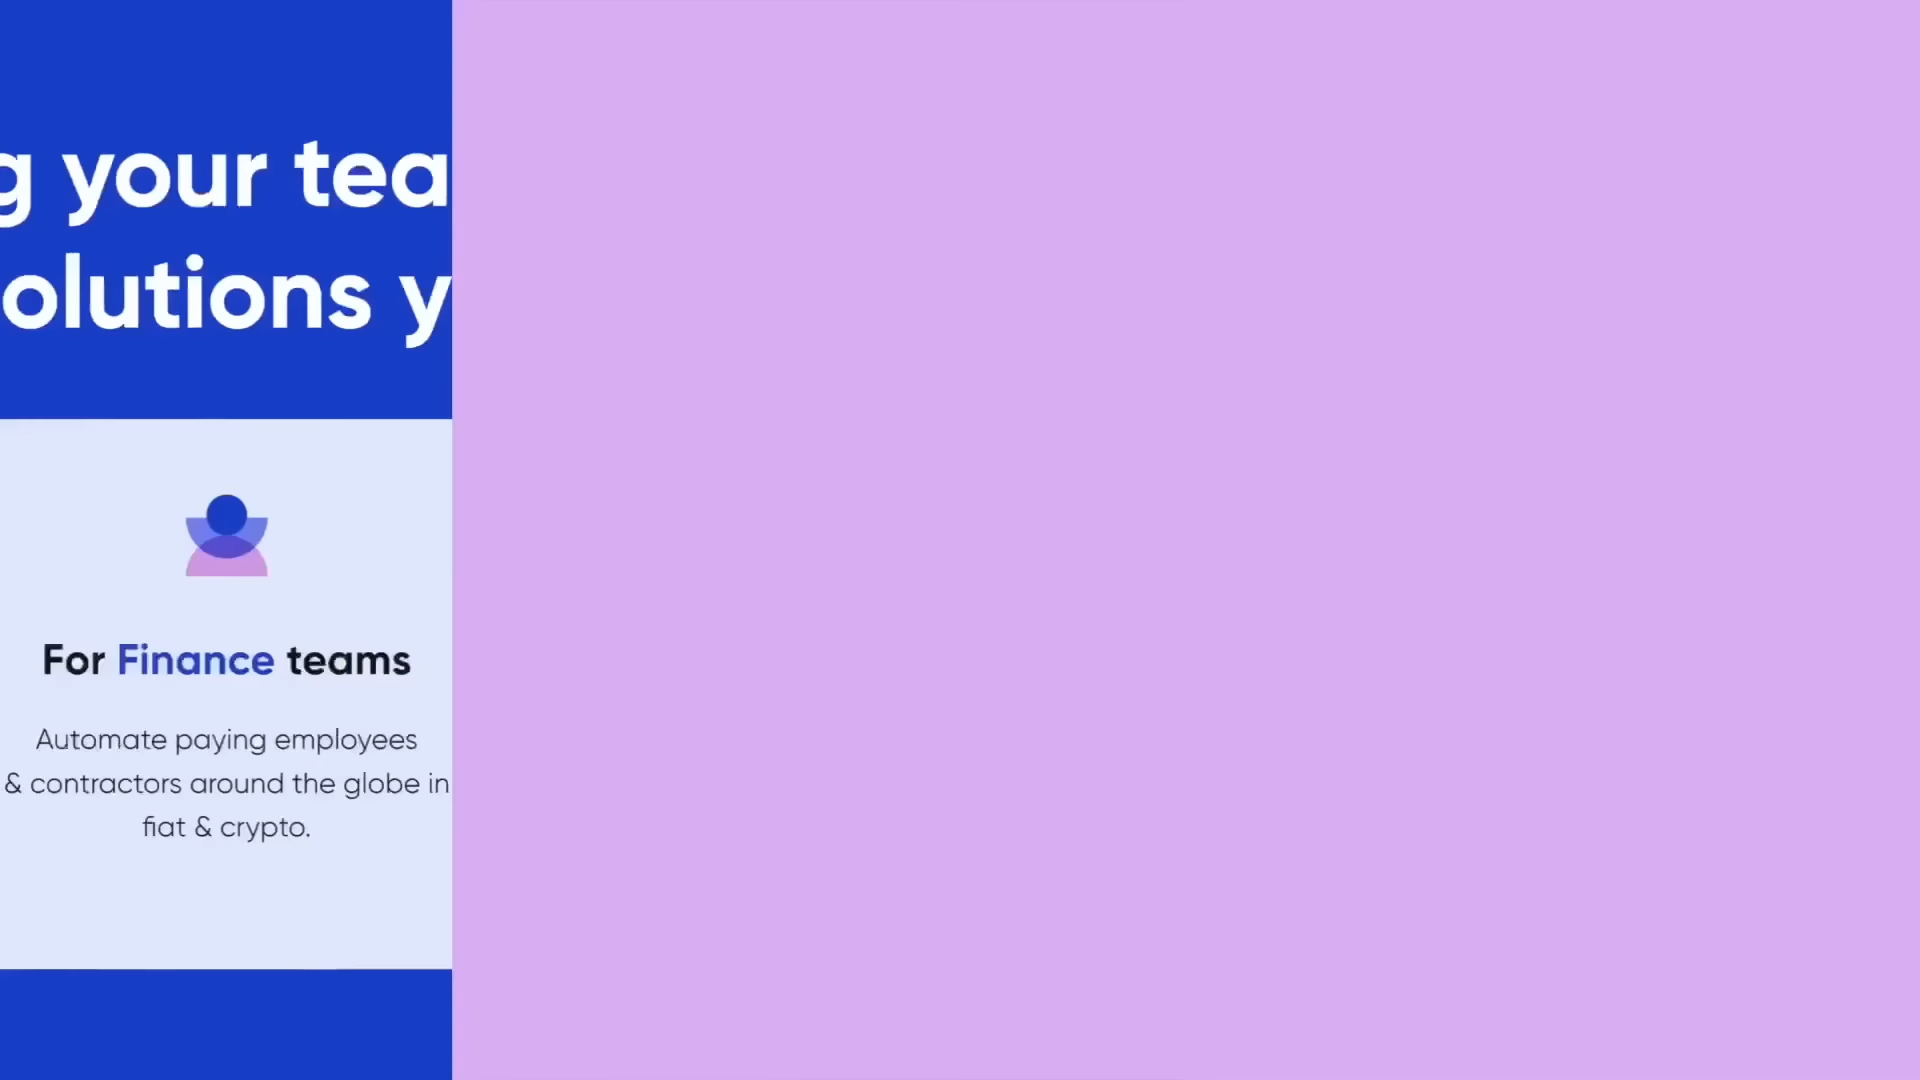 g your tea
olutions y
For Finance teams
Automate paying employees
& contractors around the globe in
fiat & crypto.